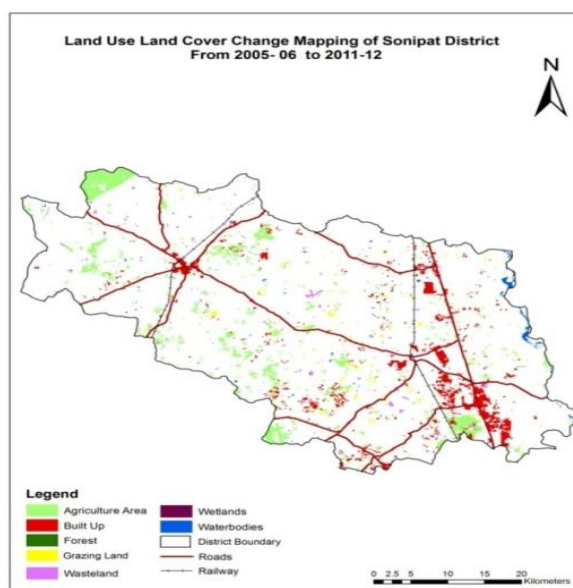 Land Use Land Cover Change Mapping of Sonipat District
From 2005- 06 to 2011-12
N
Legend
Agriculture Area
Built Up
Forest
Grazing Land
Wasteland
Wetlands
Waterbodies
District Boundary
Roads
Railway
0 2.5 5 10 15 20
Kilometers